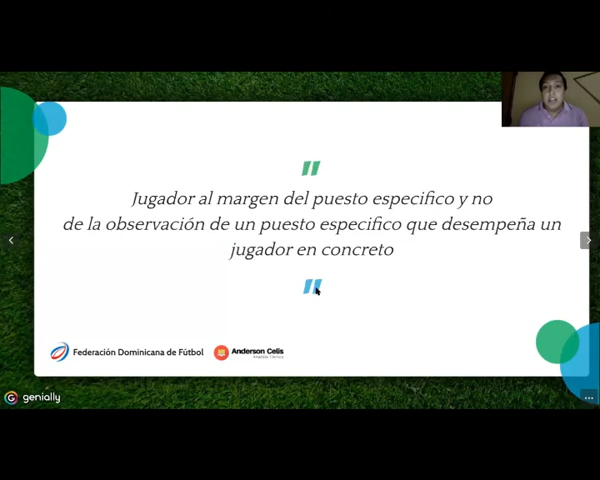 Jugador al margen del puesto especifico y no
de la observación de un puesto especifico que desempeña un
jugador en concreto
Federación Dominicana de Fútbol
Anderson Celis
genially